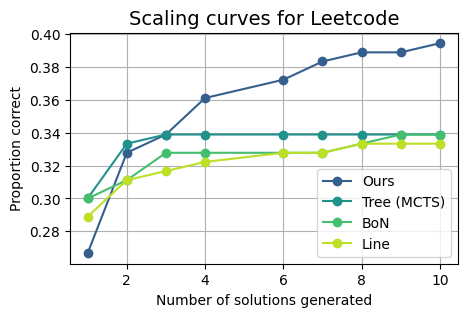 Scaling curves for Leetcode
Proportion correct
0.40
0.38
0.36
0.34
0.32
0.30
0.28
Ours
Tree (MCTS)
BoN
Line
2
4
6
8
10
Number of solutions generated